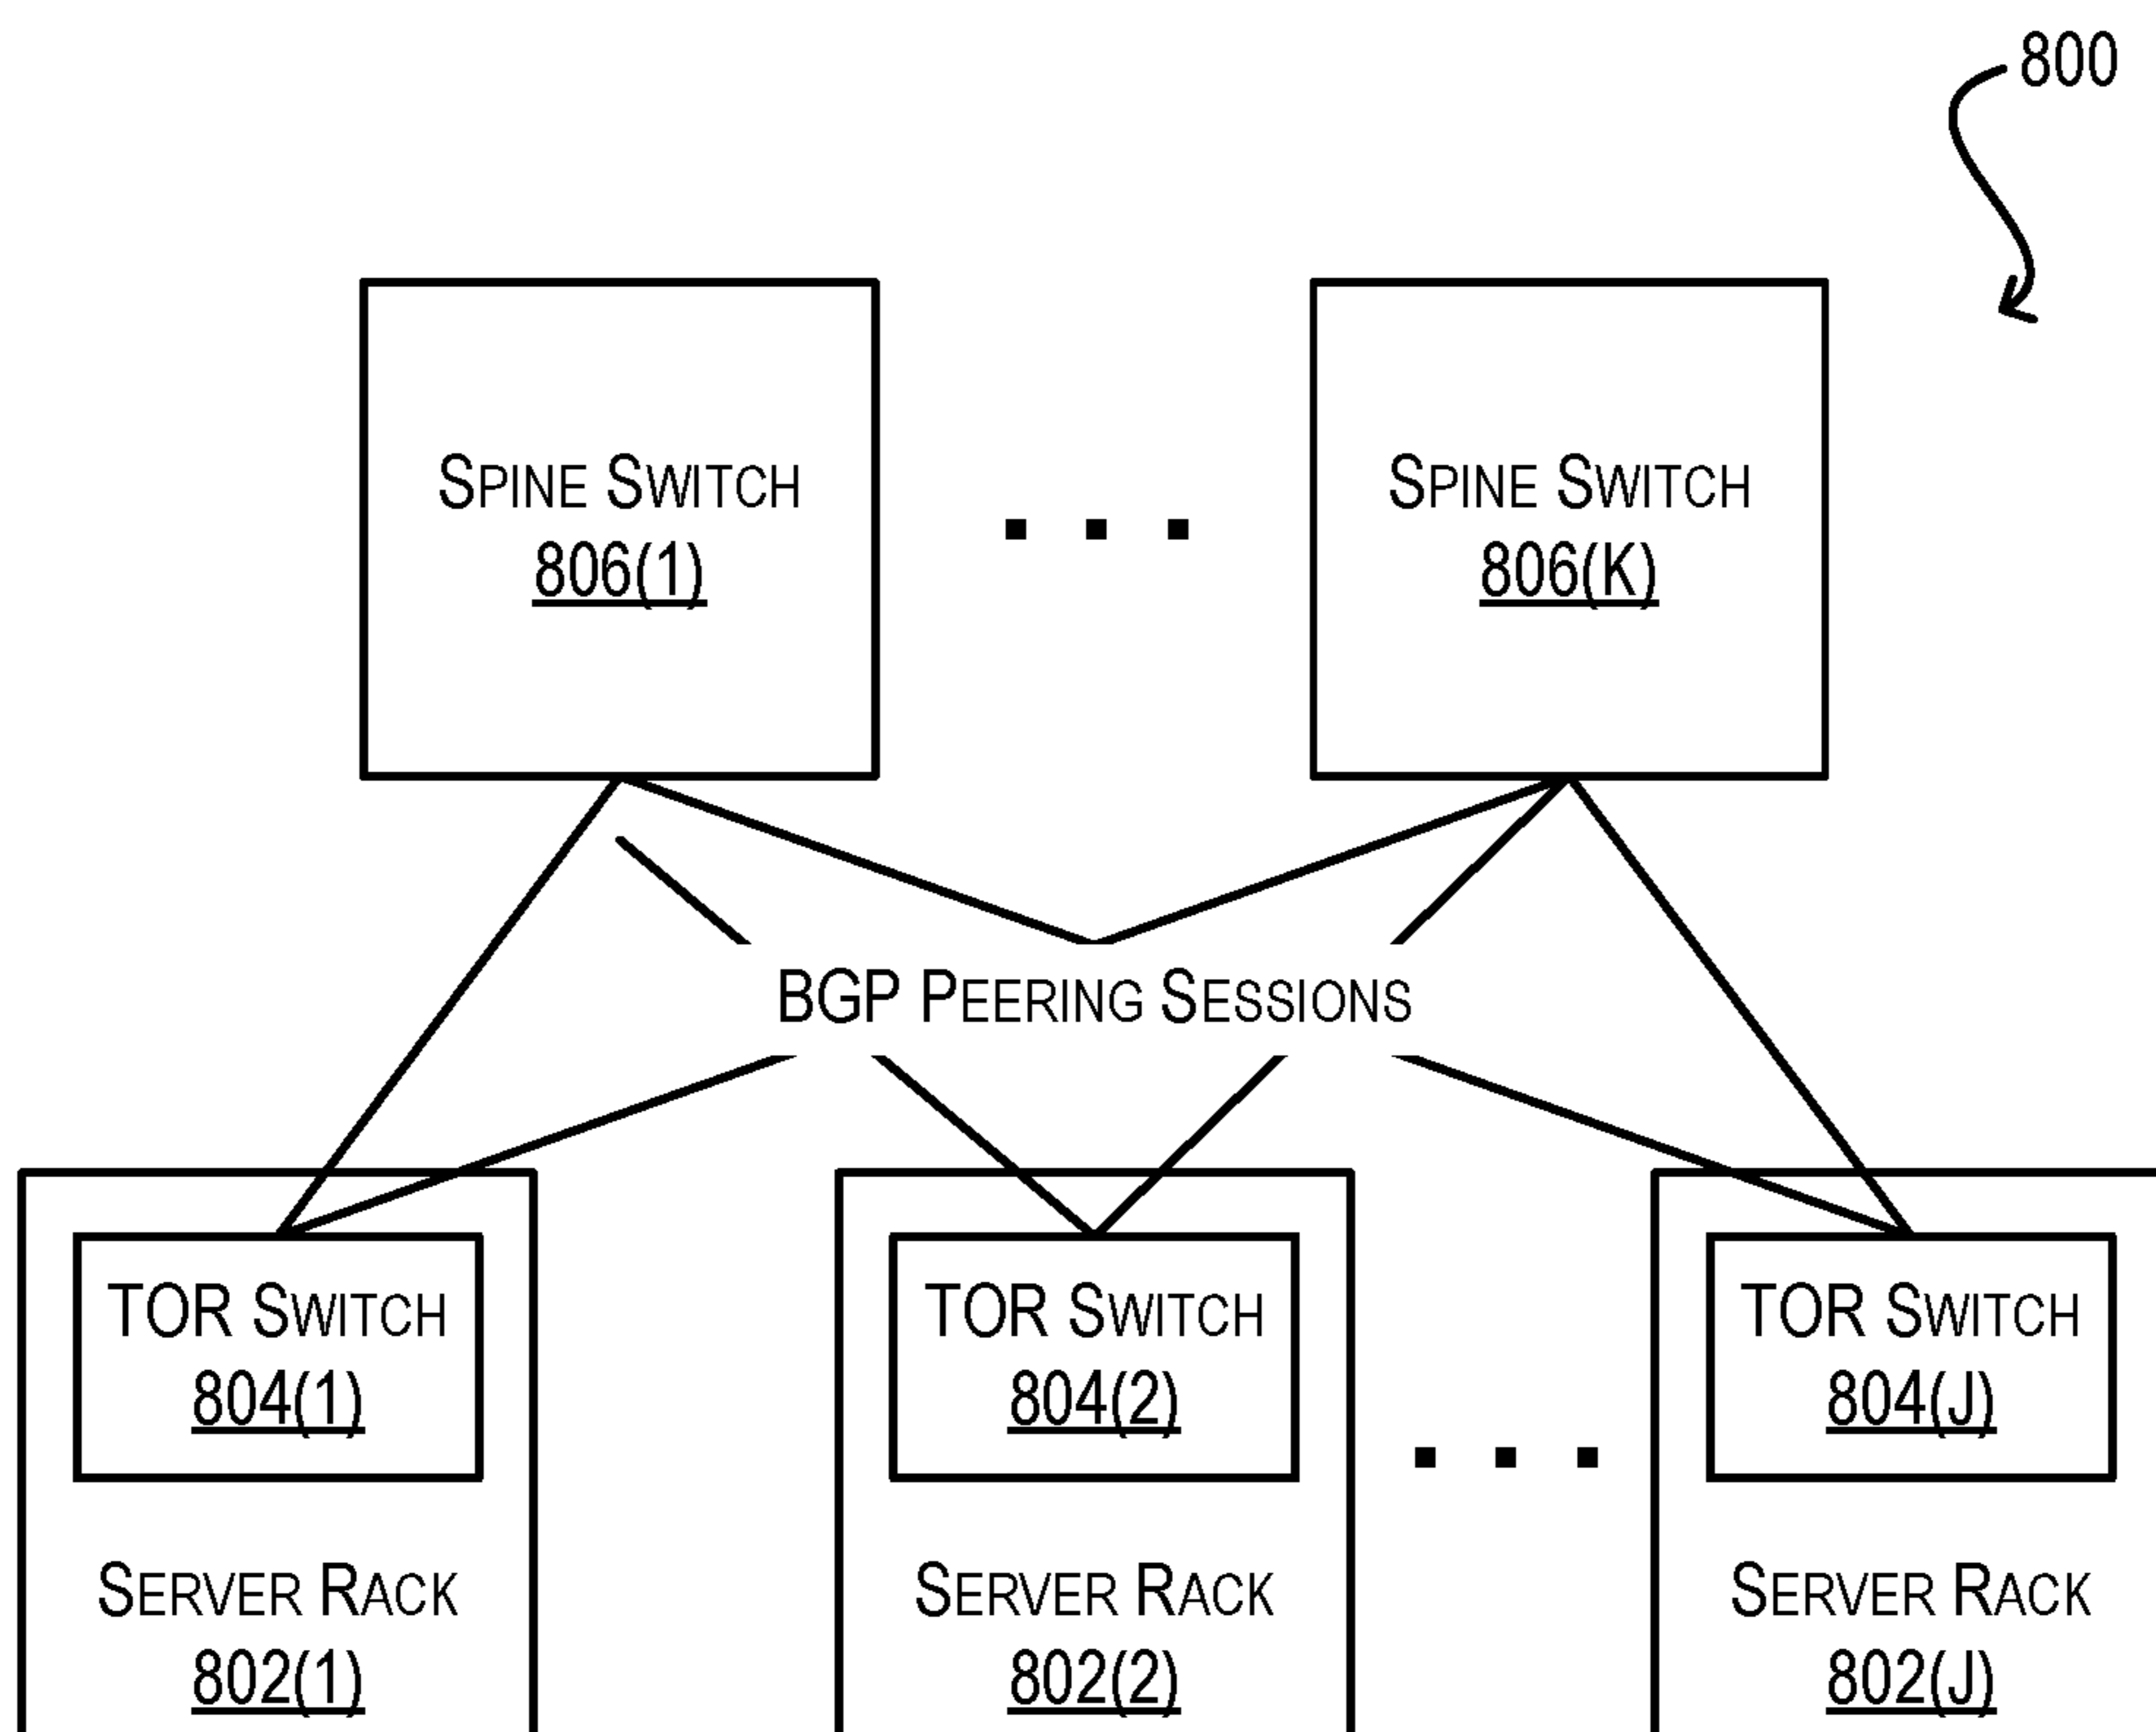 800
Spine Switch
806(1)
Spine Switch
806(K)
BGP Peering Sessions
TOR Switch
804(1)
TOR Switch
804(2)
TOR Switch
804(J)
Server Rack
802(1)
Server Rack
802(2)
Server Rack
802(J)